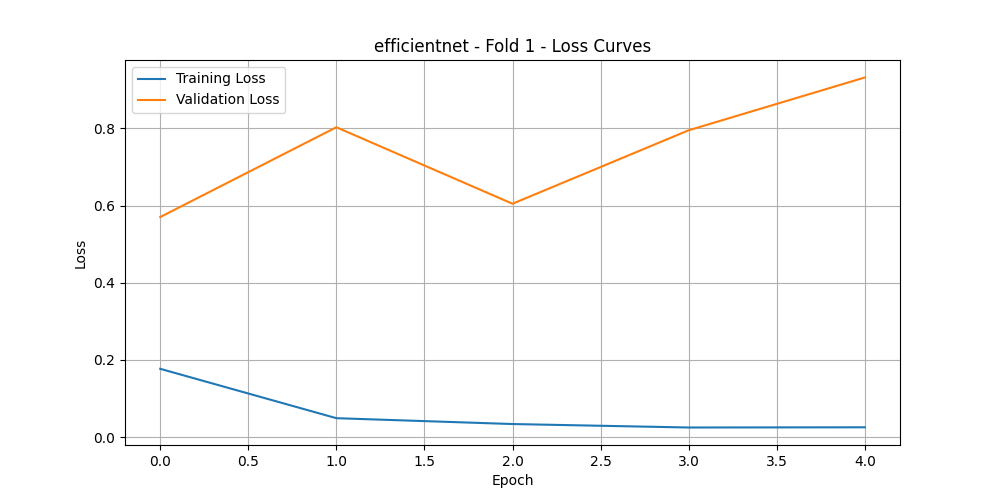 efficientnet - Fold 1 - Loss Curves
Training Loss
Validation Loss
0.8
0.6
0.4
0.2
0.0
Loss
0.0 0.5 1.0 1.5 2.0 2.5 3.0 3.5 4.0
Epoch